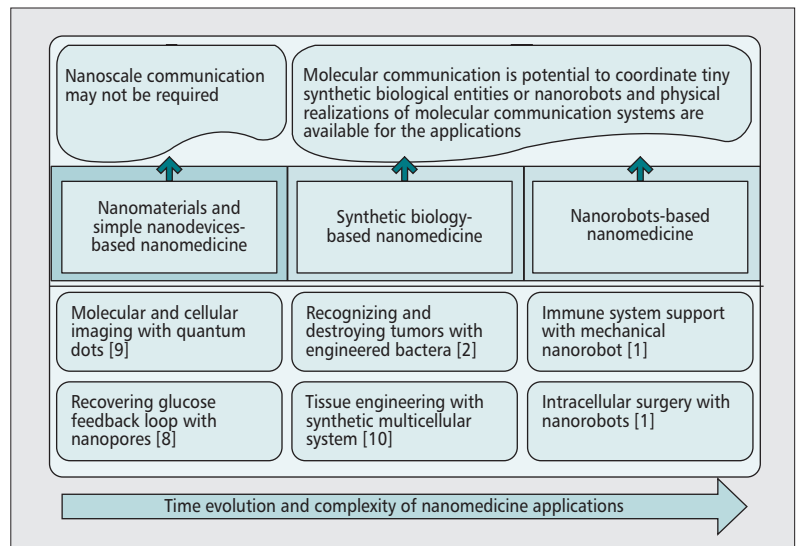 Nanoscale communication
may not be required
Molecular communication is potential to coordinate tiny
synthetic biological entities or nanorobots and physical
realizations of molecular communication systems are
available for the applications
Nanomaterials and
simple nanodevices-
based nanomedicine
Synthetic biology-
based nanomedicine
Nanorobots-based
nanomedicine
Molecular and cellular
imaging with quantum
dots [9]
Recognizing and
destroying tumors with
engineered bactera [2]
Immune system support
with mechanical
nanorobot [1]
Recovering glucose
feedback loop with
nanopores [8]
Tissue engineering with
synthetic multicellular
system [10]
Intracellular surgery with
nanorobots [1]
Time evolution and complexity of nanomedicine applications